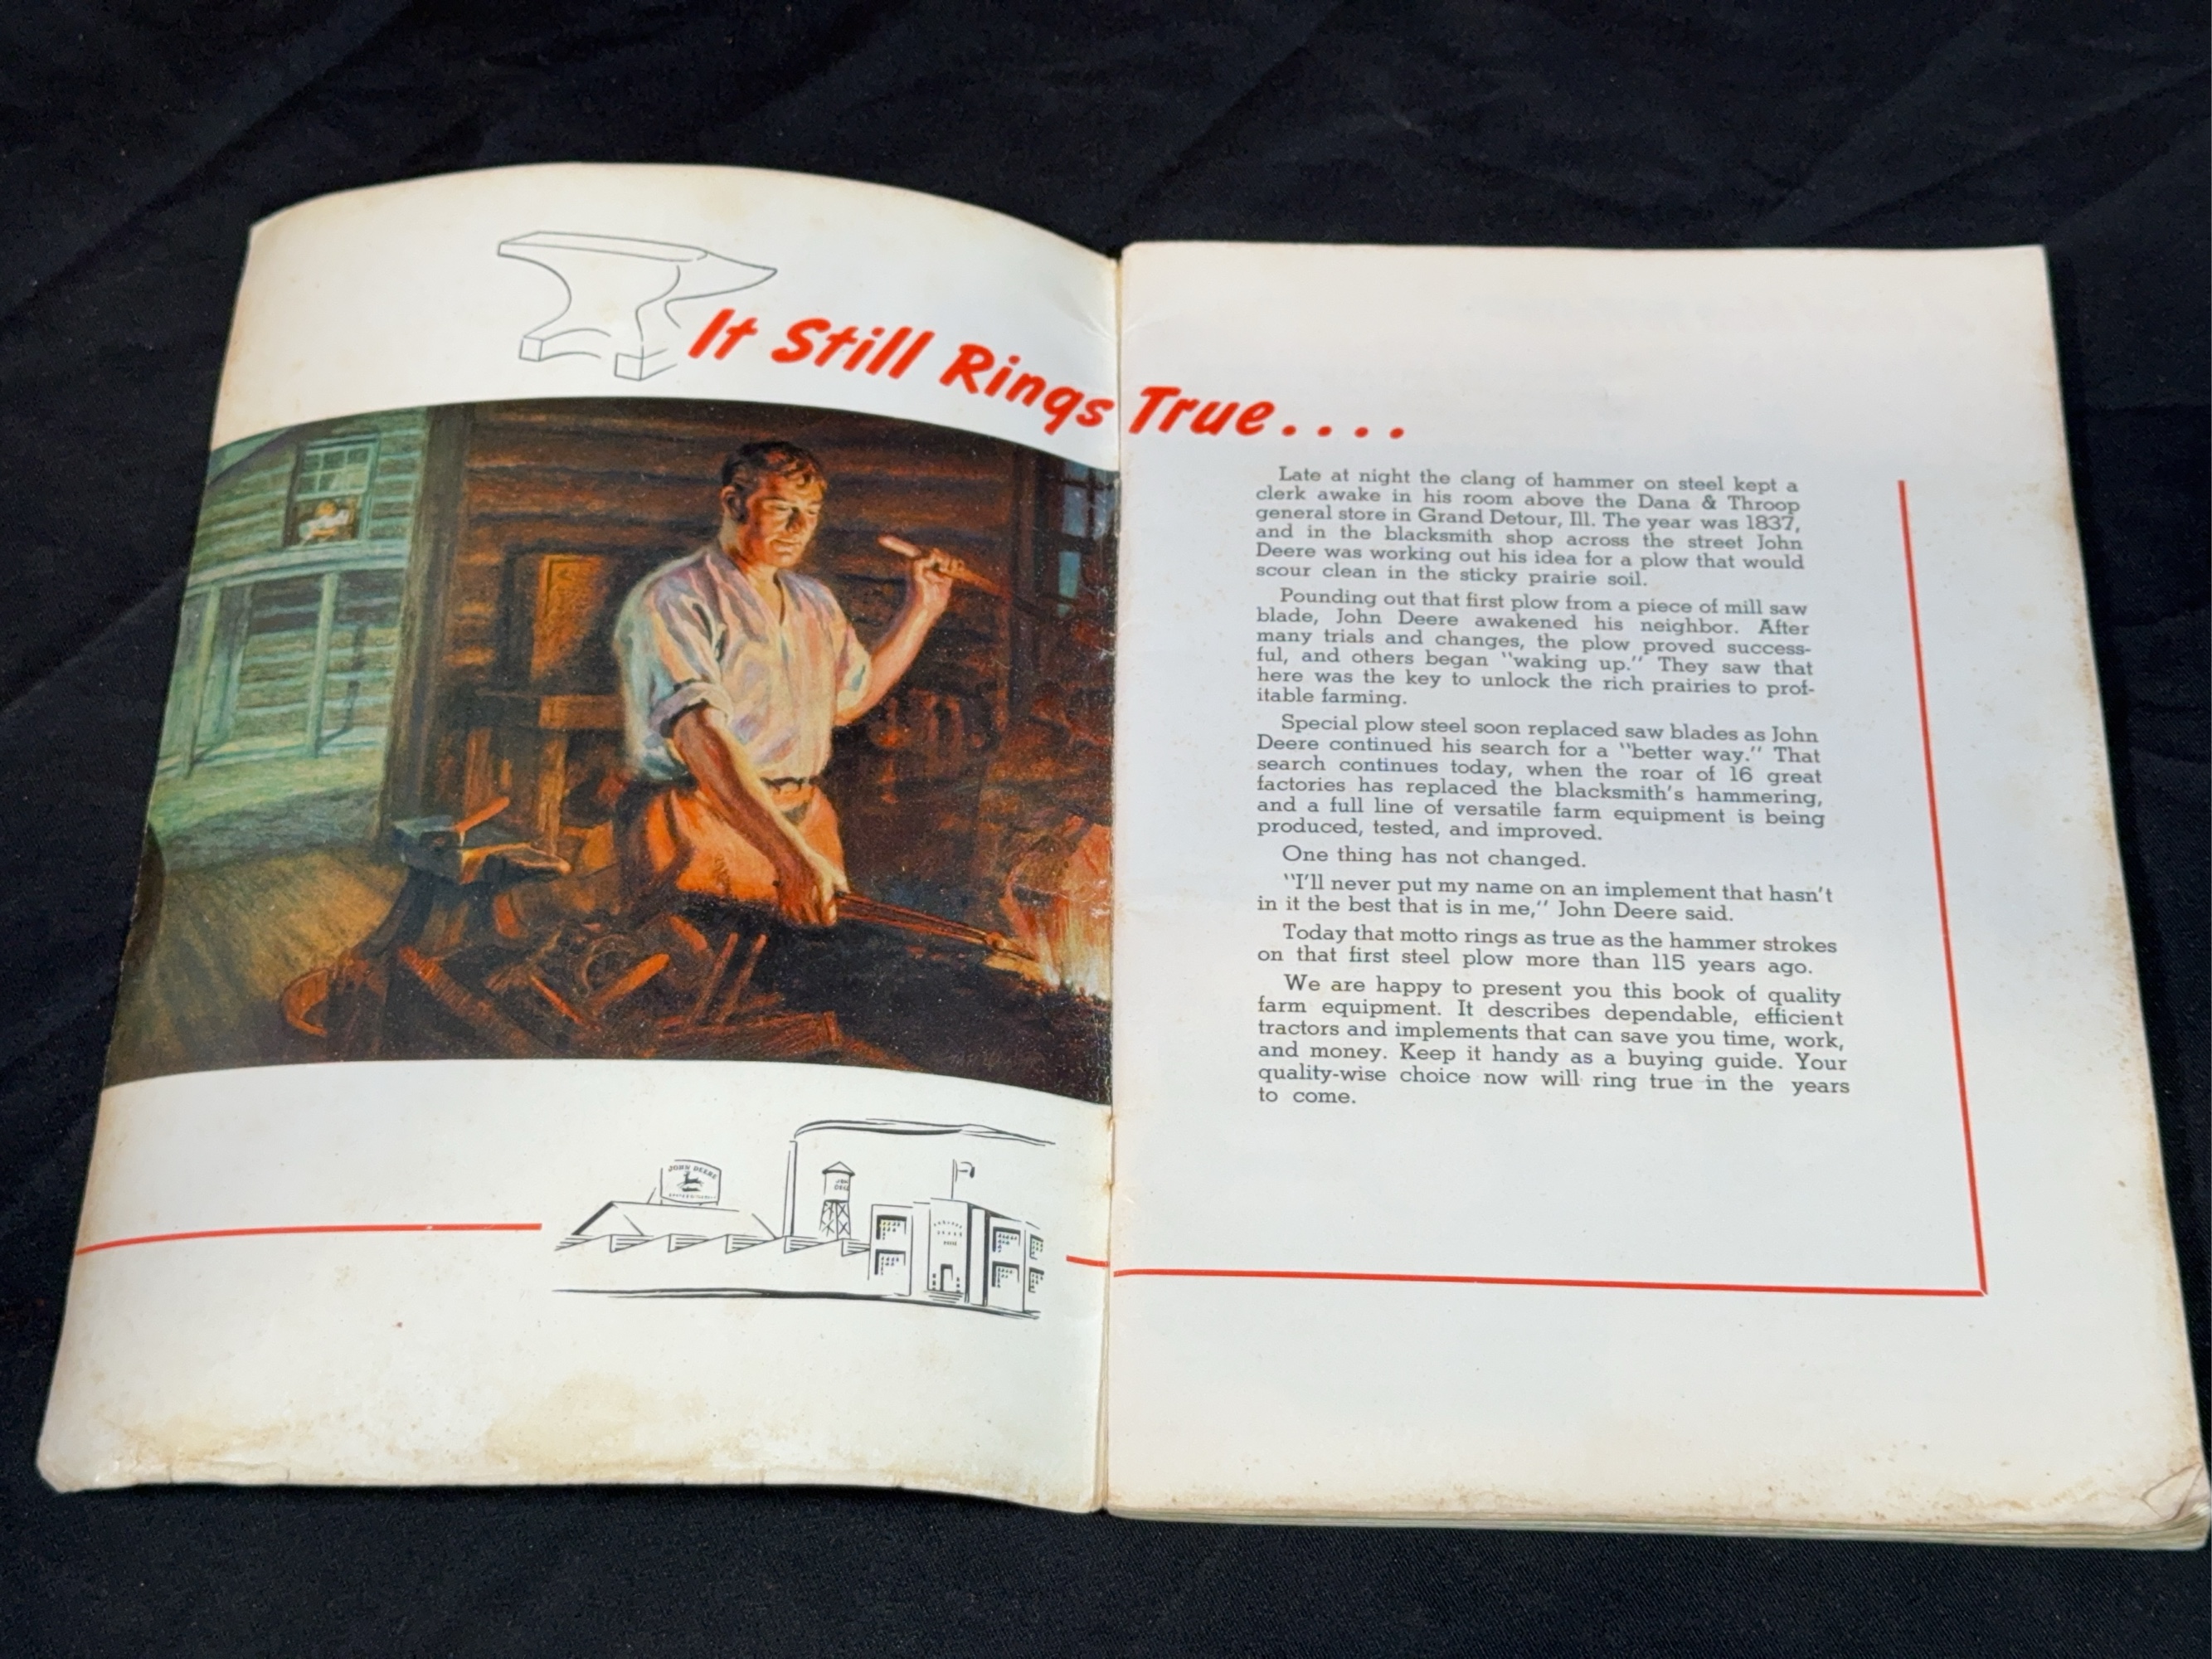 It Still Rings True....
Late at night the clang of hammer on steel kept a
clerk awake in his room above the Dana & Throop
general store in Grand Detour, Ill. The year was 1837,
and in the blacksmith shop across the street John
Deere was working out his idea for a plow that would
scour clean in the sticky prairie soil.
Pounding out that first plow from a piece of mill saw
blade, John Deere awakened his neighbor. After
many trials and changes, the plow proved success-
ful, and others began "waking up." They saw that
here was the key to unlock the rich prairies to prof-
itable farming.
Special plow steel soon replaced saw blades as John
Deere continued his search for a "better way." That
search continues today, when the roar of 16 great
factories has replaced the blacksmith's hammering,
and a full line of versatile farm equipment is being
produced, tested, and improved.
One thing has not changed.
"I'll never put my name on an implement that hasn't
in it the best that is in me," John Deere said.
Today that motto rings as true as the hammer strokes
on that first steel plow more than 115 years ago.
We are happy to present you this book of quality
farm equipment. It describes dependable, efficient
tractors and implements that can save you time, work,
and money. Keep it handy as a buying guide. Your
quality-wise choice now will ring true in the years
to come.
JOHN DEERE